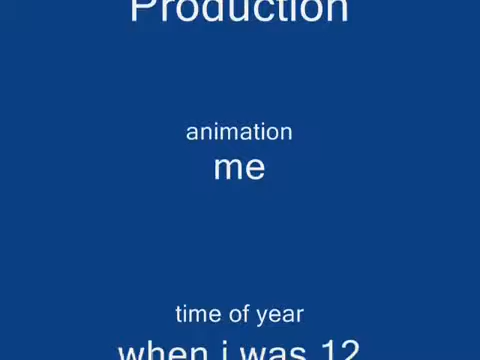 Production
animation
me
time of year
when i was 12